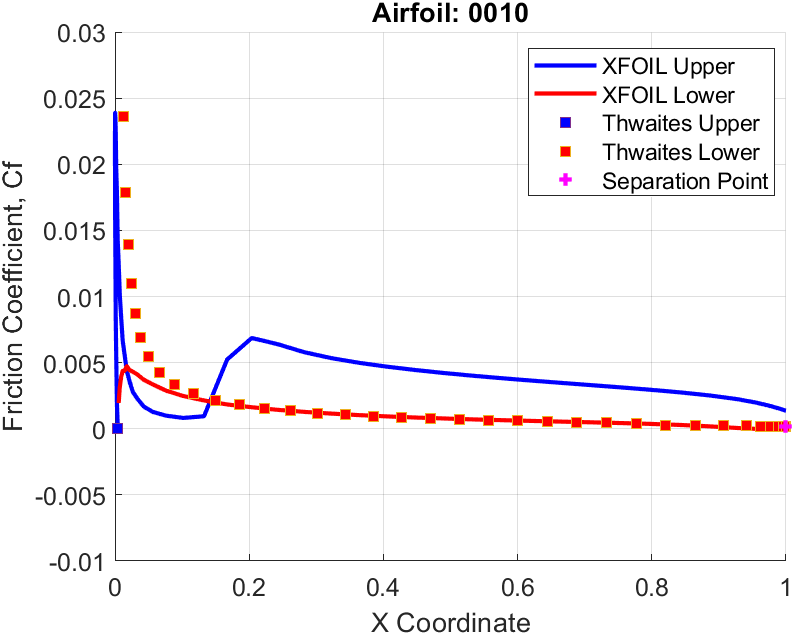 Airfoil: 0010
0.03
0.025
0.02
0.015
0.01
0.005
0
-0.005
-0.01
Friction Coefficient, Cf
XFOIL Upper
XFOIL Lower
Thwaites Upper
Thwaites Lower
Separation Point
0 0.2 0.4 0.6 0.8 1
X Coordinate